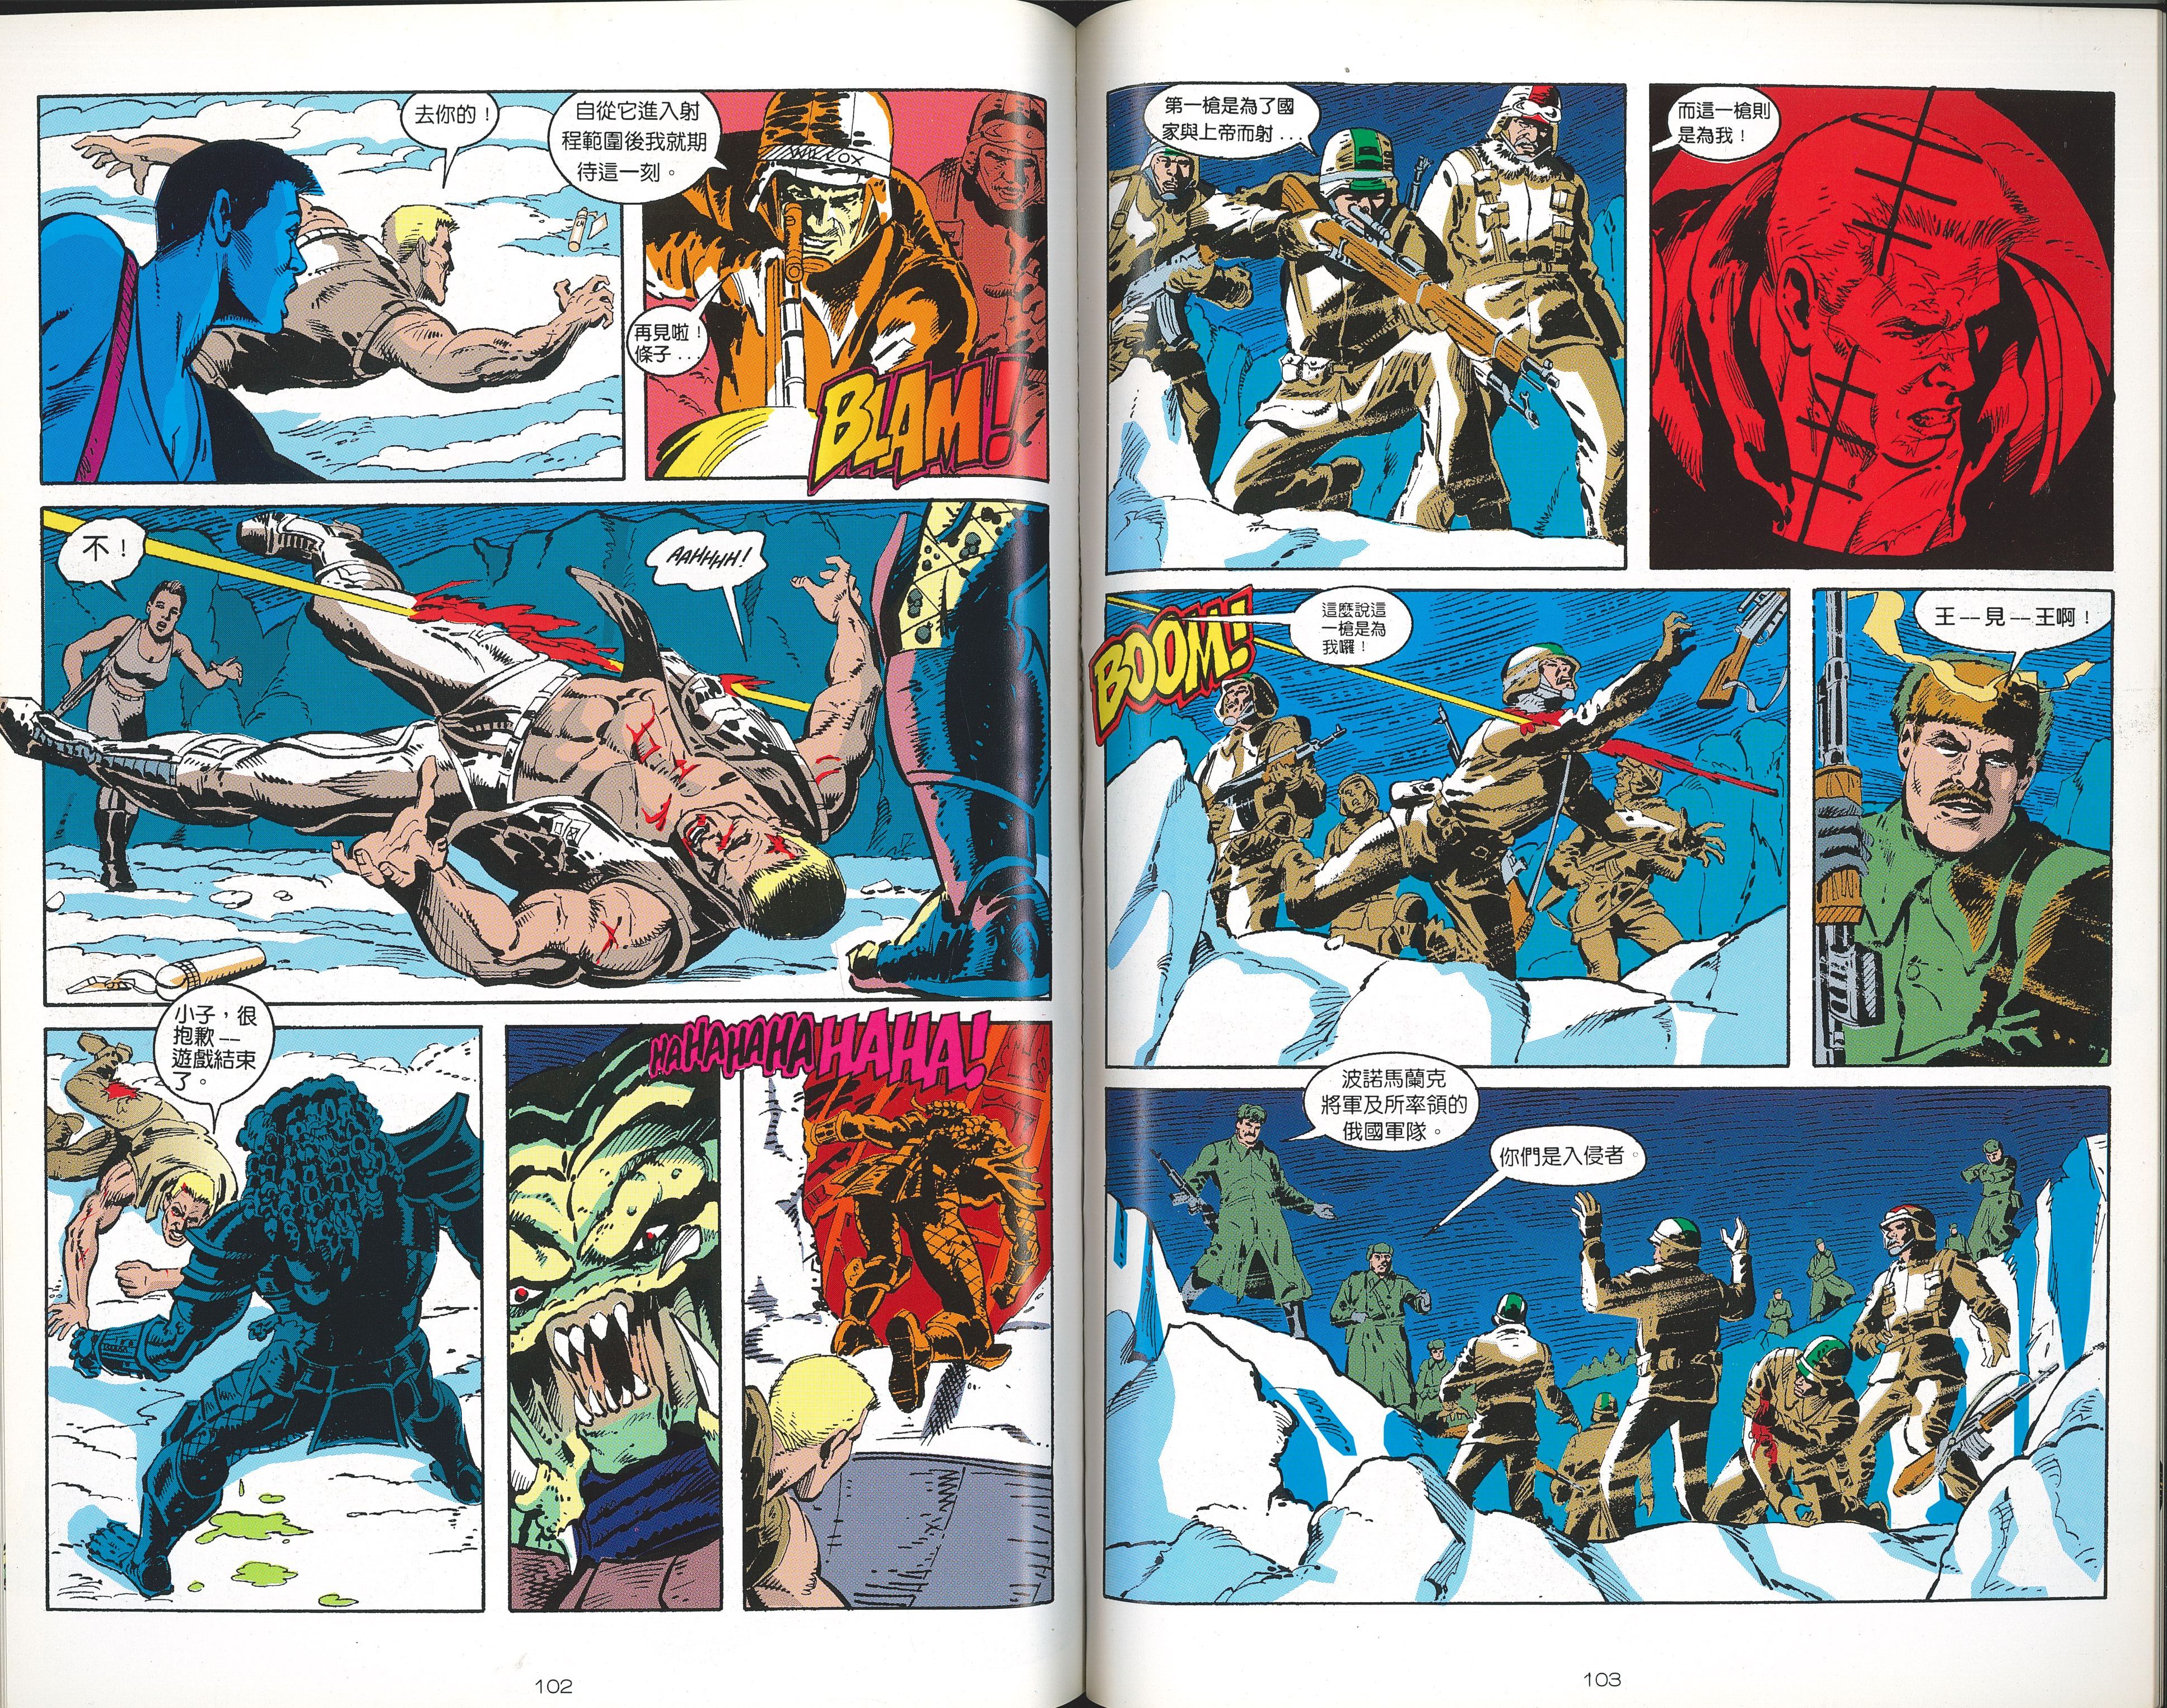 去你的！
自從它進入射
程範圍後我就期
待這一刻。
再見啦！
條子...
BLAM!
不！
AAHHHH!
小子，很
抱歉--
遊戲結束
了。
HAHAHAHAHAHA!
102
第一槍是為了國
家與上帝而射...
而這一槍則
是為我！
BOOM!
這麼說這
一槍是為
我囉！
王--見--王啊！
波諾馬蘭克
將軍及所率領的
俄國軍隊。
你們是入侵者。
103